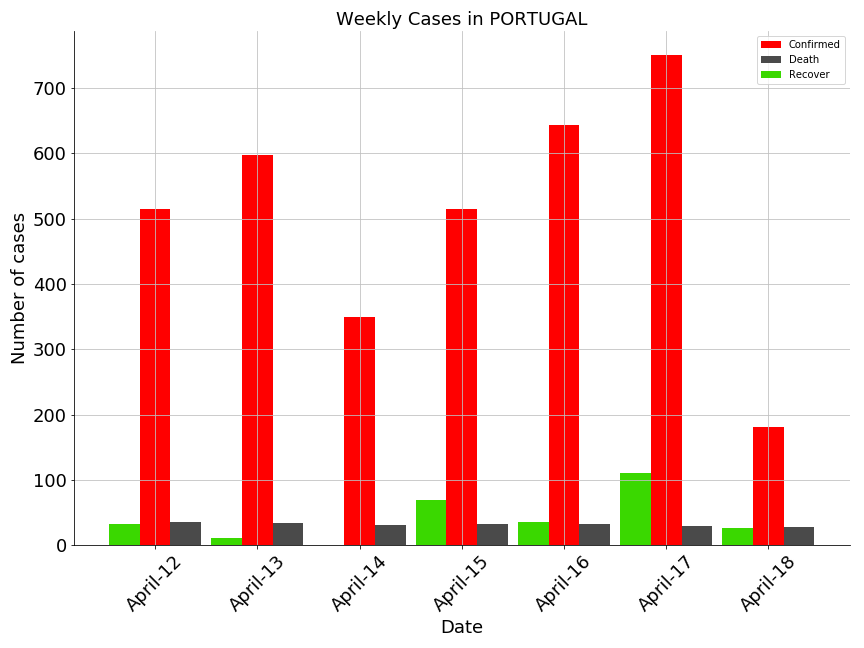 Weekly Cases in PORTUGAL
Confirmed
Death
Recover
Number of cases
700
600
500
400
300
200
100
0
April-12
April-13
April-14
April-15
April-16
April-17
April-18
Date